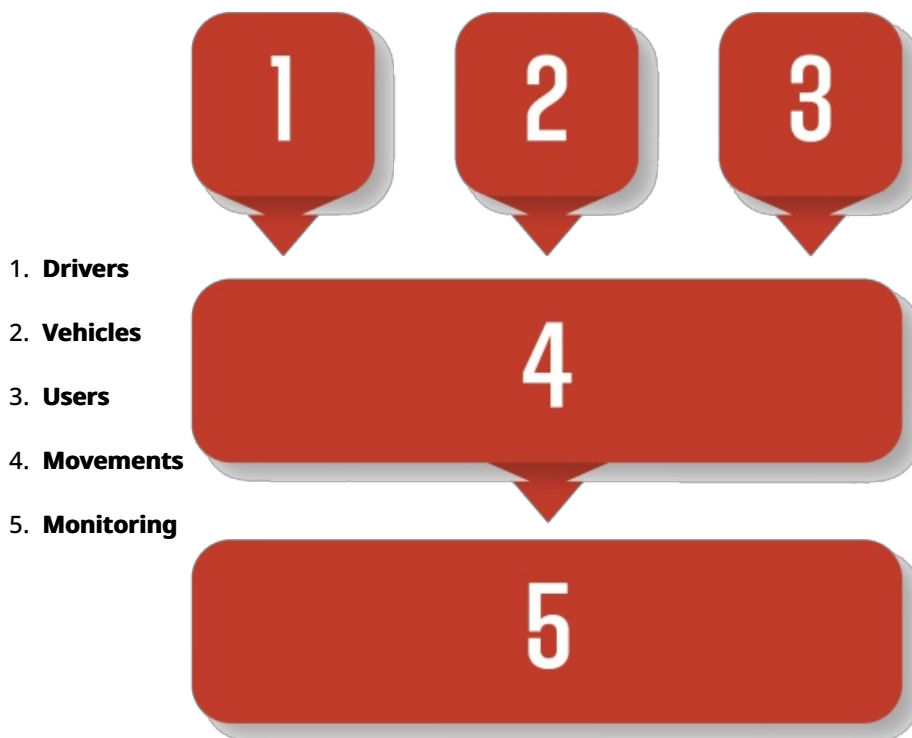 1 2 3
1. Drivers
2. Vehicles
3. Users
4
4. Movements
5. Monitoring
5